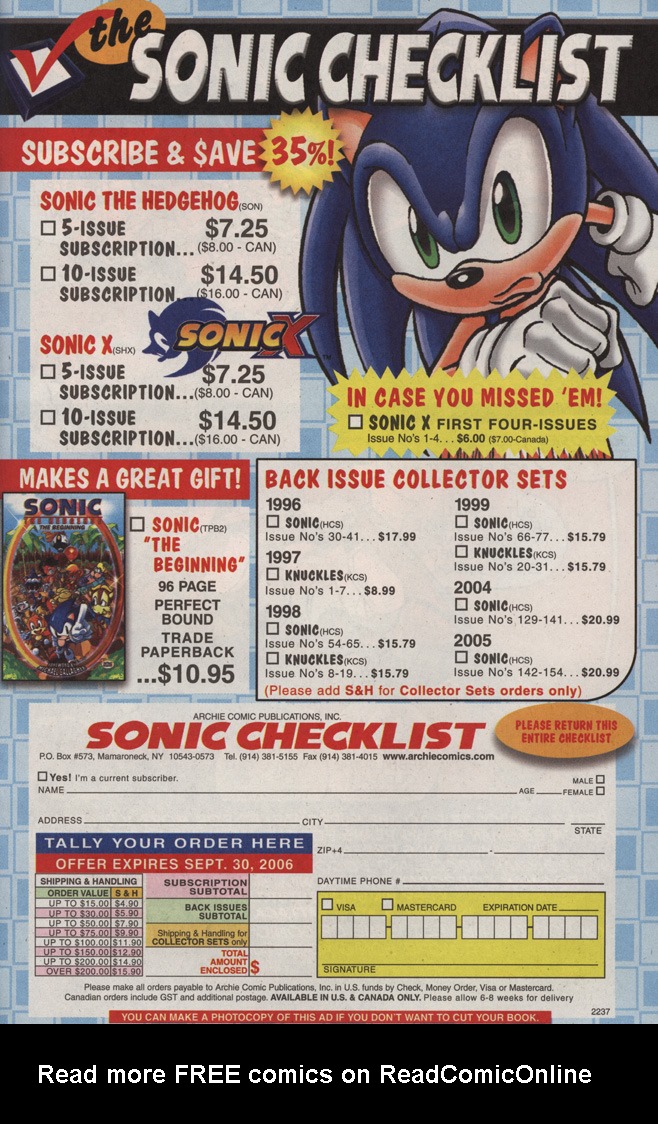 the
SONIC CHECKLIST
SUBSCRIBE & $AVE 35%!
SONIC THE HEDGEHOG(SON)
5-ISSUE $7.25
SUBSCRIPTION...($8.00 - CAN)
10-ISSUE $14.50
SUBSCRIPTION...($16.00 - CAN)
SONIC X(SHX) SONIC X TM
5-ISSUE $7.25
SUBSCRIPTION...($8.00 - CAN)
10-ISSUE $14.50
SUBSCRIPTION...($16.00 - CAN)
IN CASE YOU MISSED 'EM!
SONIC X FIRST FOUR-ISSUES
Issue No's 1-4... $6.00 ($7.00-Canada)
MAKES A GREAT GIFT!
SONIC
THE HEDGEHOG
THE BEGINNING
SONIC(TPB2)
"THE
BEGINNING"
96 PAGE
PERFECT
BOUND
TRADE
PAPERBACK
...$10.95
BACK ISSUE COLLECTOR SETS
1996
SONIC(HCS)
Issue No's 30-41... $17.99
1997
KNUCKLES(KCS)
Issue No's 1-7... $8.99
1998
SONIC(HCS)
Issue No's 54-65... $15.79
KNUCKLES(KCS)
Issue No's 8-19... $15.79
1999
SONIC(HCS)
Issue No's 66-77... $15.79
KNUCKLES(KCS)
Issue No's 20-31... $15.79
2004
SONIC(HCS)
Issue No's 129-141... $20.99
2005
SONIC(HCS)
Issue No's 142-154... $20.99
(Please add S&H for Collector Sets orders only)
ARCHIE COMIC PUBLICATIONS, INC.
SONIC CHECKLIST
PLEASE RETURN THIS
ENTIRE CHECKLIST
P.O. Box #573, Mamaroneck, NY 10543-0573 Tel. (914) 381-5155 Fax (914) 381-4015 www.archiecomics.com
Yes! I'm a current subscriber.
MALE
NAME AGE FEMALE
ADDRESS CITY
STATE
TALLY YOUR ORDER HERE
OFFER EXPIRES SEPT. 30, 2006
ZIP+4 -
DAYTIME PHONE #
SHIPPING & HANDLING
ORDER VALUE S & H
UP TO $15.00 $4.90
UP TO $30.00 $5.90
UP TO $50.00 $7.90
UP TO $75.00 $9.90
UP TO $100.00 $11.90
UP TO $150.00 $12.90
UP TO $200.00 $14.90
OVER $200.00 $15.90
SUBSCRIPTION
SUBTOTAL
BACK ISSUES
SUBTOTAL
Shipping & Handling for
COLLECTOR SETS only
TOTAL
AMOUNT
ENCLOSED $
VISA MASTERCARD EXPIRATION DATE
SIGNATURE
Please make all orders payable to Archie Comic Publications, Inc. in U.S. funds by Check, Money Order, Visa or Mastercard.
Canadian orders include GST and additional postage. AVAILABLE IN U.S. & CANADA ONLY. Please allow 6-8 weeks for delivery
2237
YOU CAN MAKE A PHOTOCOPY OF THIS AD IF YOU DON'T WANT TO CUT YOUR BOOK.
Read more FREE comics on ReadComicOnline